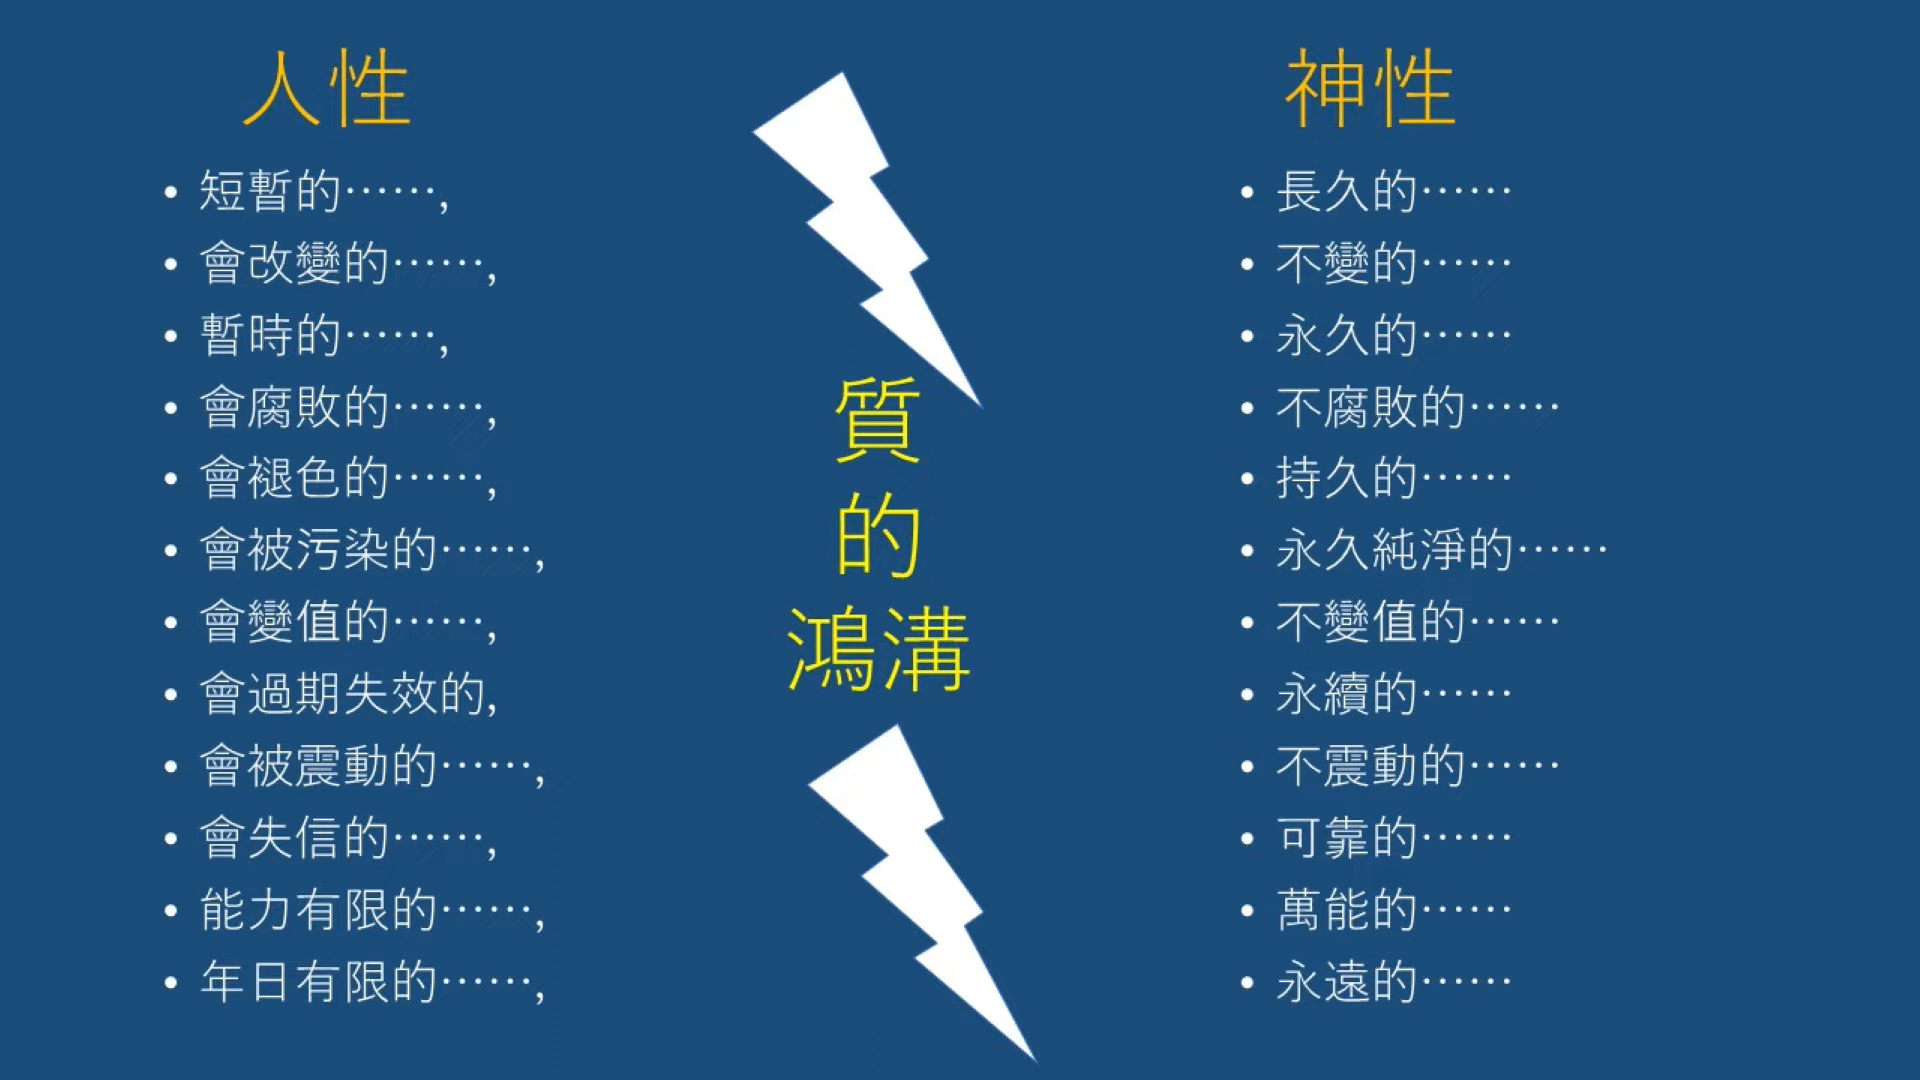 人性
短暫的⋯⋯,
會改變的⋯⋯,
暫時的⋯⋯,
會腐敗的⋯⋯,
會褪色的⋯⋯,
會被污染的⋯⋯,
會變值的⋯⋯,
會過期失效的,
會被震動的⋯⋯,
會失信的⋯⋯,
能力有限的⋯⋯,
年日有限的⋯⋯,
質
的
鴻溝
神性
長久的⋯⋯
不變的⋯⋯
永久的⋯⋯
不腐敗的⋯⋯
持久的⋯⋯
永久純淨的⋯⋯
不變值的⋯⋯
永續的⋯⋯
不震動的⋯⋯
可靠的⋯⋯
萬能的⋯⋯
永遠的⋯⋯